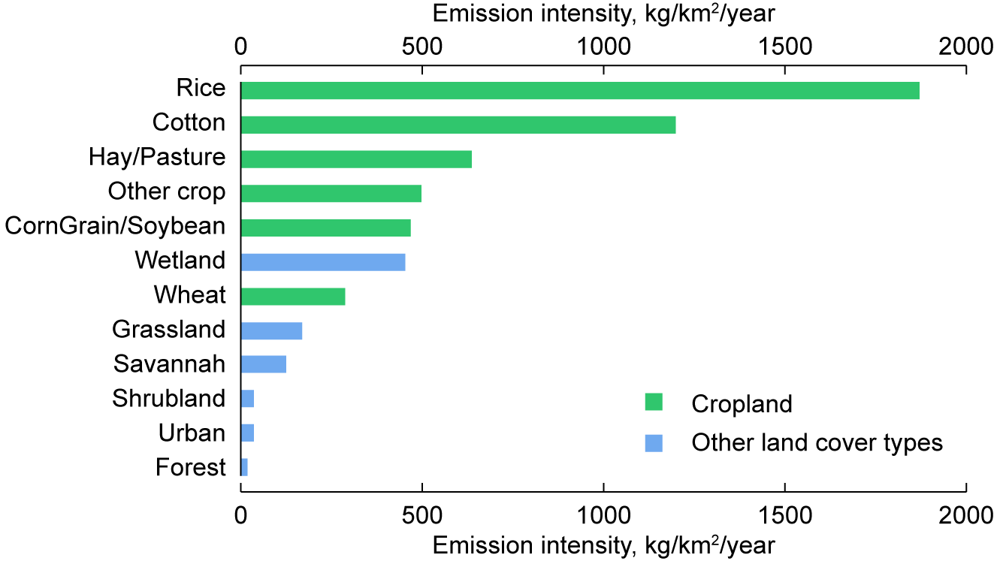 Emission intensity, kg/km²/year
0 500 1000 1500 2000
Rice
Cotton
Hay/Pasture
Other crop
CornGrain/Soybean
Wetland
Wheat
Grassland
Savannah
Shrubland
Urban
Forest
Cropland
Other land cover types
0 500 1000 1500 2000
Emission intensity, kg/km²/year